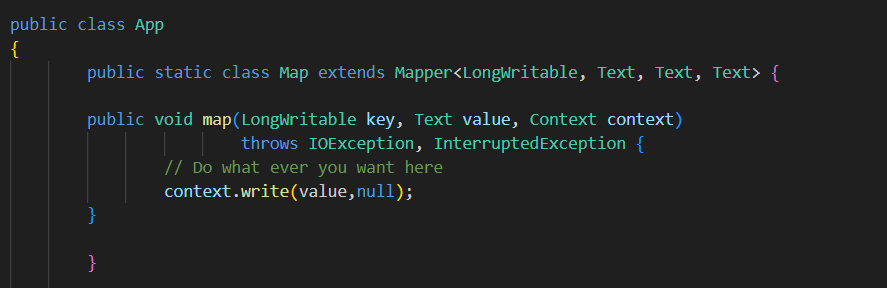 public class App
{
public static class Map extends Mapper<LongWritable, Text, Text, Text> {
public void map(LongWritable key, Text value, Context context)
throws IOException, InterruptedException {
// Do what ever you want here
context.write(value,null);
}
}